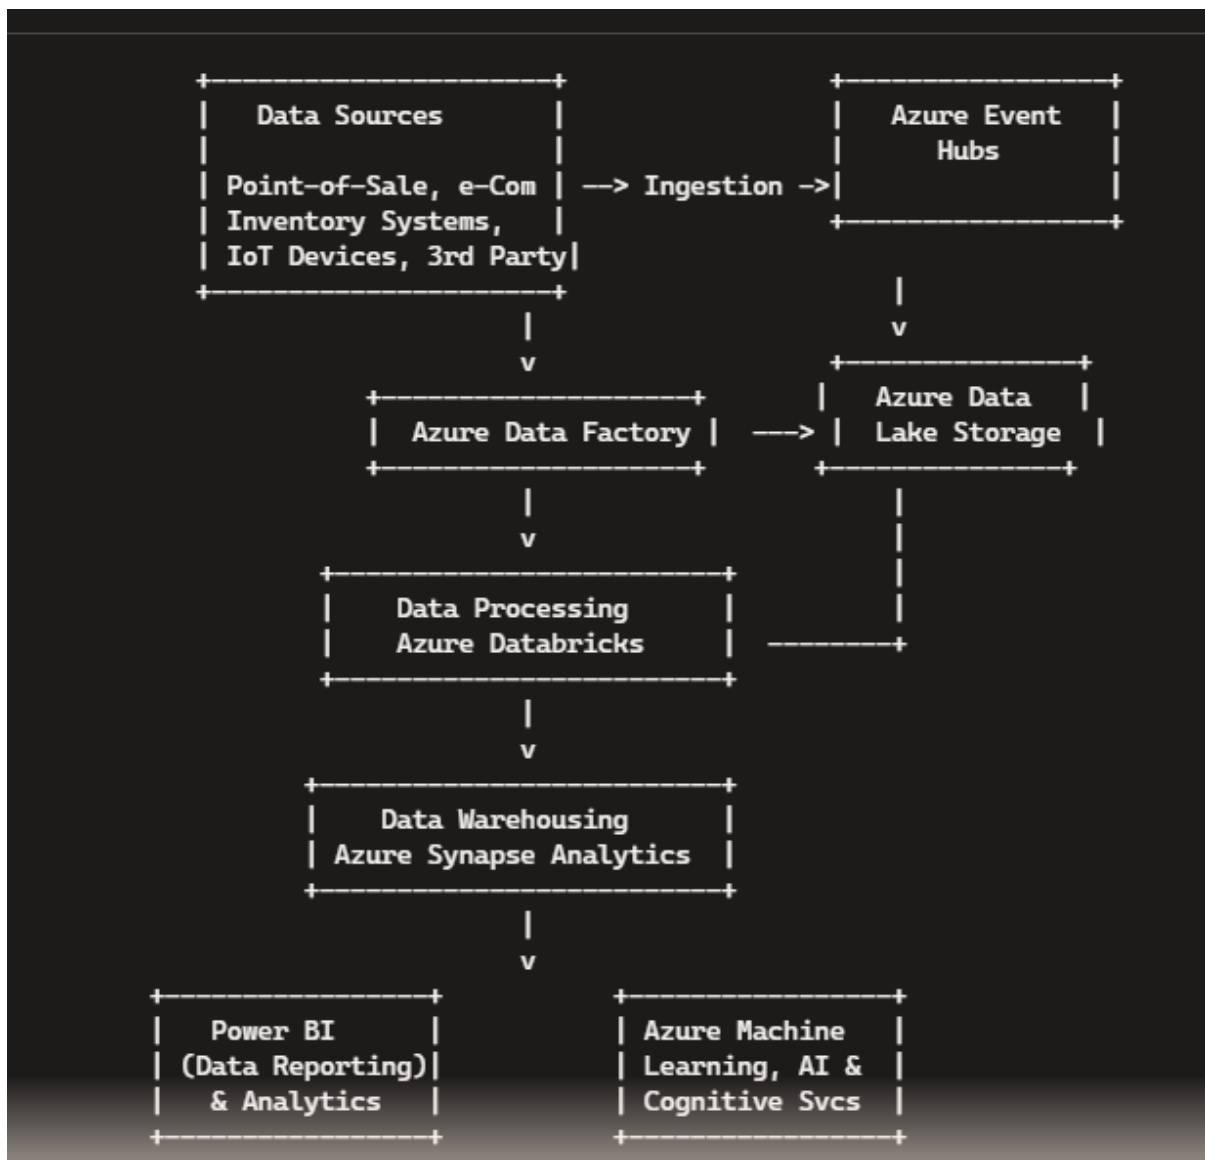 Data Sources
Point-of-Sale, e-Com
Inventory Systems,
IoT Devices, 3rd Party
--> Ingestion ->
Azure Event
Hubs
v
v
Azure Data Factory
--->
Azure Data
Lake Storage
v
Data Processing
Azure Databricks
v
Data Warehousing
Azure Synapse Analytics
v
Power BI
(Data Reporting)
& Analytics
Azure Machine
Learning, AI &
Cognitive Svcs